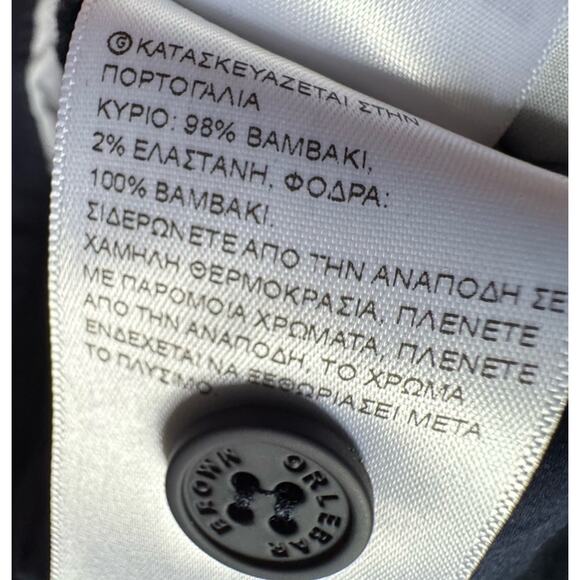 Ⓖ ΚΑΤΑΣΚΕΥΑΖΕΤΑΙ ΣΤΗΝ
ΠΟΡΤΟΓΑΛΙΑ
ΚΥΡΙΟ: 98% ΒΑΜΒΑΚΙ,
2% ΕΛΑΣΤΑΝΗ, ΦΟΔΡΑ:
100% ΒΑΜΒΑΚΙ.
ΣΙΔΕΡΩΝΕΤΕ ΑΠΟ ΤΗΝ ΑΝΑΠΟΔΗ ΣΕ
ΧΑΜΗΛΗ ΘΕΡΜΟΚΡΑΣΙΑ, ΠΛΕΝΕΤΕ
ΜΕ ΠΑΡΟΜΟΙΑ ΧΡΩΜΑΤΑ, ΠΛΕΝΕΤΕ
ΑΠΟ ΤΗΝ ΑΝΑΠΟΔΗ, ΤΟ ΧΡΩΜΑ
ΕΝΔΕΧΕΤΑΙ ΝΑ ΞΕΘΩΡΙΑΣΕΙ ΜΕΤΑ
ΤΟ ΠΛΥΣΙΜΟ.
ORLEBAR
BROWN